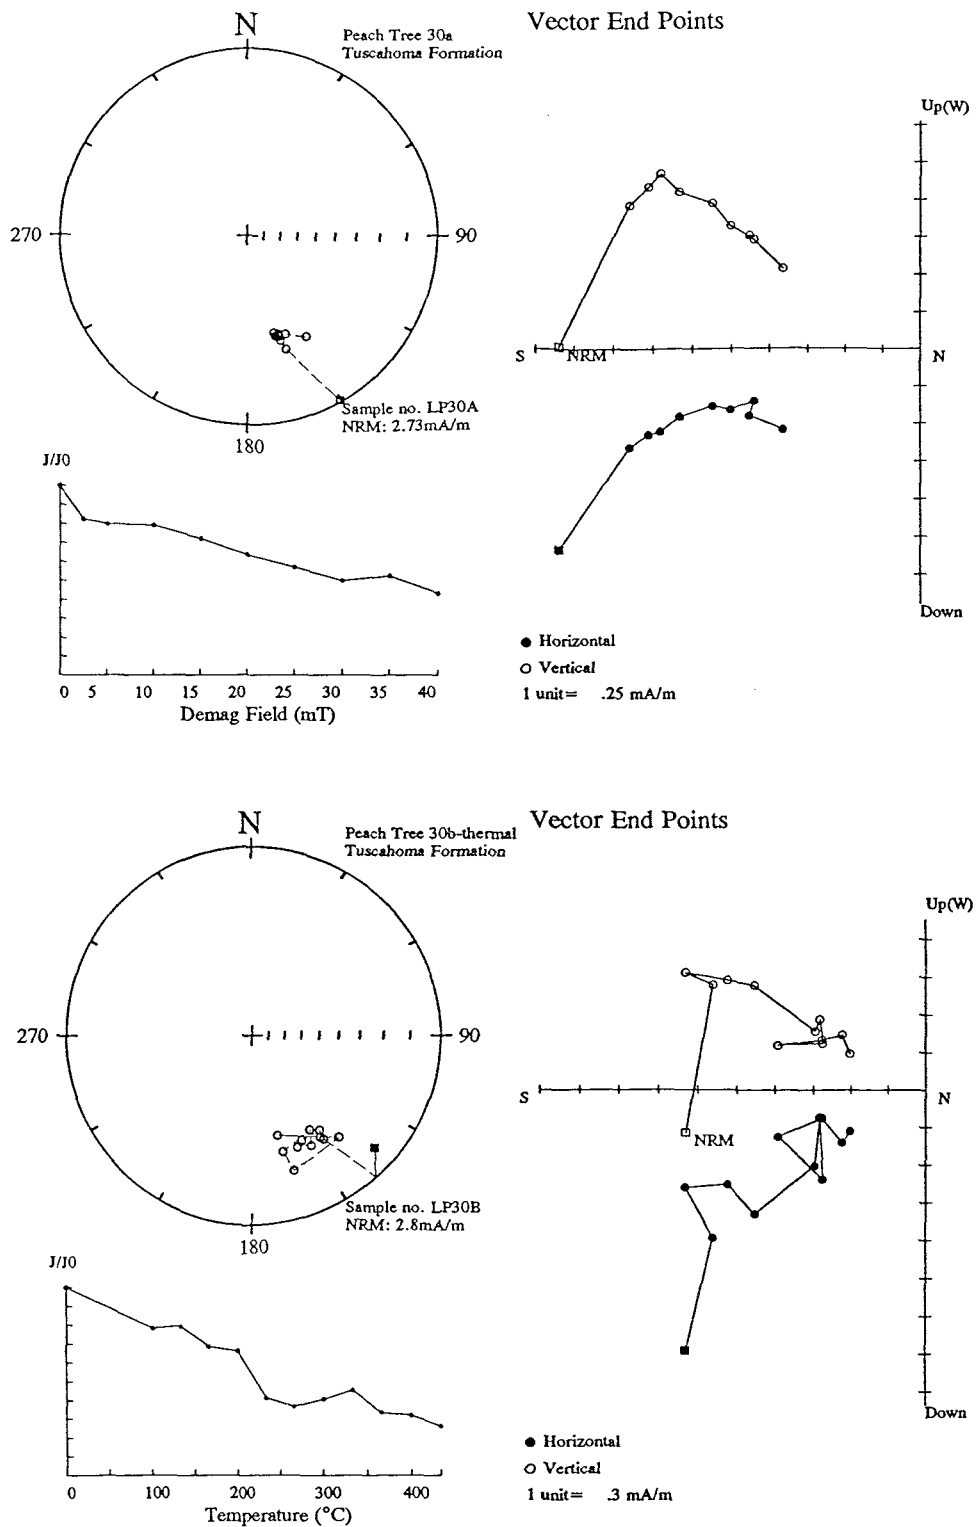 N
Peach Tree 30a
Tuscahoma Formation
Vector End Points
Up(W)
270
90
S
NRM
N
Sample no. LP30A
NRM: 2.73mA/m
180
J/J0
Down
Horizontal
Vertical
1 unit= .25 mA/m
0 5 10 15 20 25 30 35 40
Demag Field (mT)
N
Peach Tree 30b-thermal
Tuscahoma Formation
Vector End Points
Up(W)
270
90
S
N
NRM
Sample no. LP30B
NRM: 2.8mA/m
180
J/J0
Down
Horizontal
Vertical
1 unit= .3 mA/m
0 100 200 300 400
Temperature (°C)